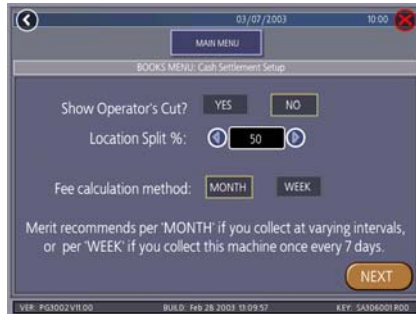 03/07/2003 10:00
MAIN MENU
BOOKS MENU: Cash Settlement Setup
Show Operator's Cut? YES NO
Location Split %: 50
Fee calculation method: MONTH WEEK
Merit recommends per 'MONTH' if you collect at varying intervals,
or per 'WEEK' if you collect this machine once every 7 days.
NEXT
VER: PG3002 V11.00 BUILD: Feb 28 2003 13:09:57 KEY: SA306001 R00